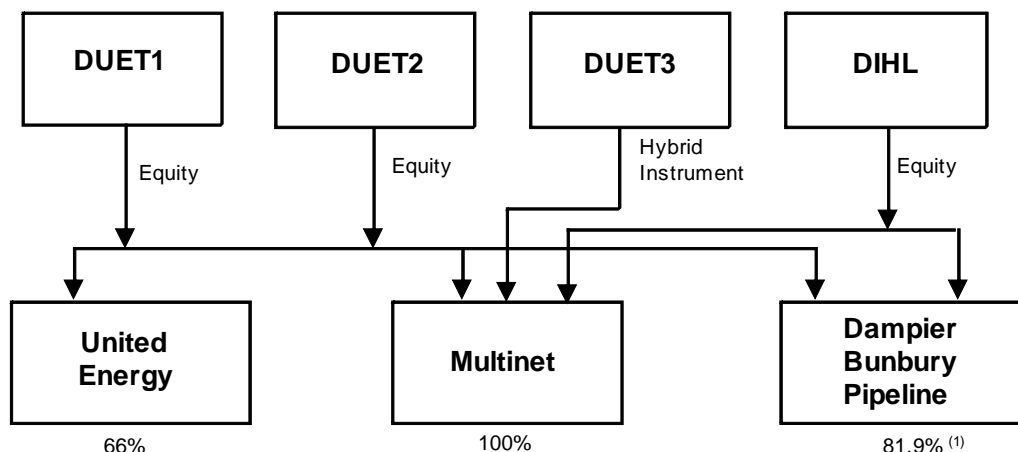 DUET1
DUET2
DUET3
DIHL
Equity
Equity
Hybrid
Instrument
Equity
United
Energy
Multinet
Dampier
Bunbury
Pipeline
66%
100%
81.9% (1)